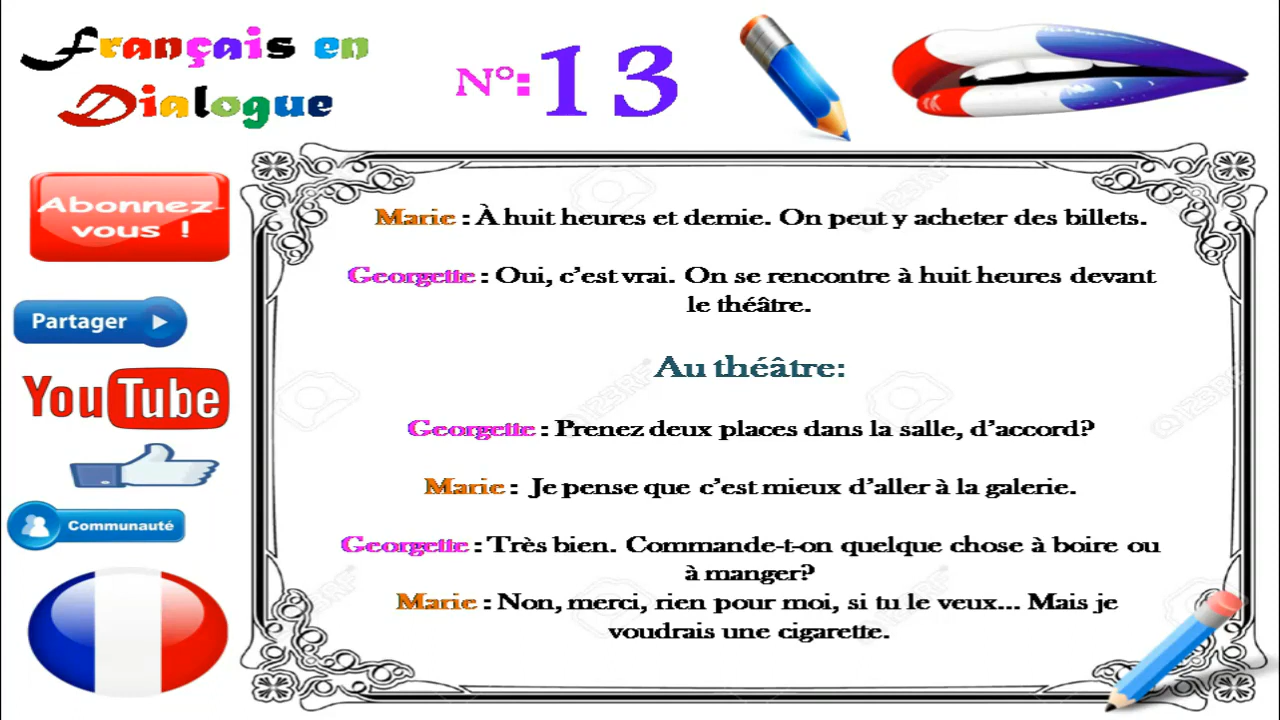 Français en
Dialogue
N°:13
Abonnez-
vous !
Partager
YouTube
Communauté
Marie : À huit heures et demie. On peut y acheter des billets.
Georgette : Oui, c’est vrai. On se rencontre à huit heures devant
le théâtre.
Au théâtre:
Georgette : Prenez deux places dans la salle, d’accord?
Marie : Je pense que c’est mieux d’aller à la galerie.
Georgette : Très bien. Commande-t-on quelque chose à boire ou
à manger?
Marie : Non, merci, rien pour moi, si tu le veux... Mais je
voudrais une cigarette.
123RF